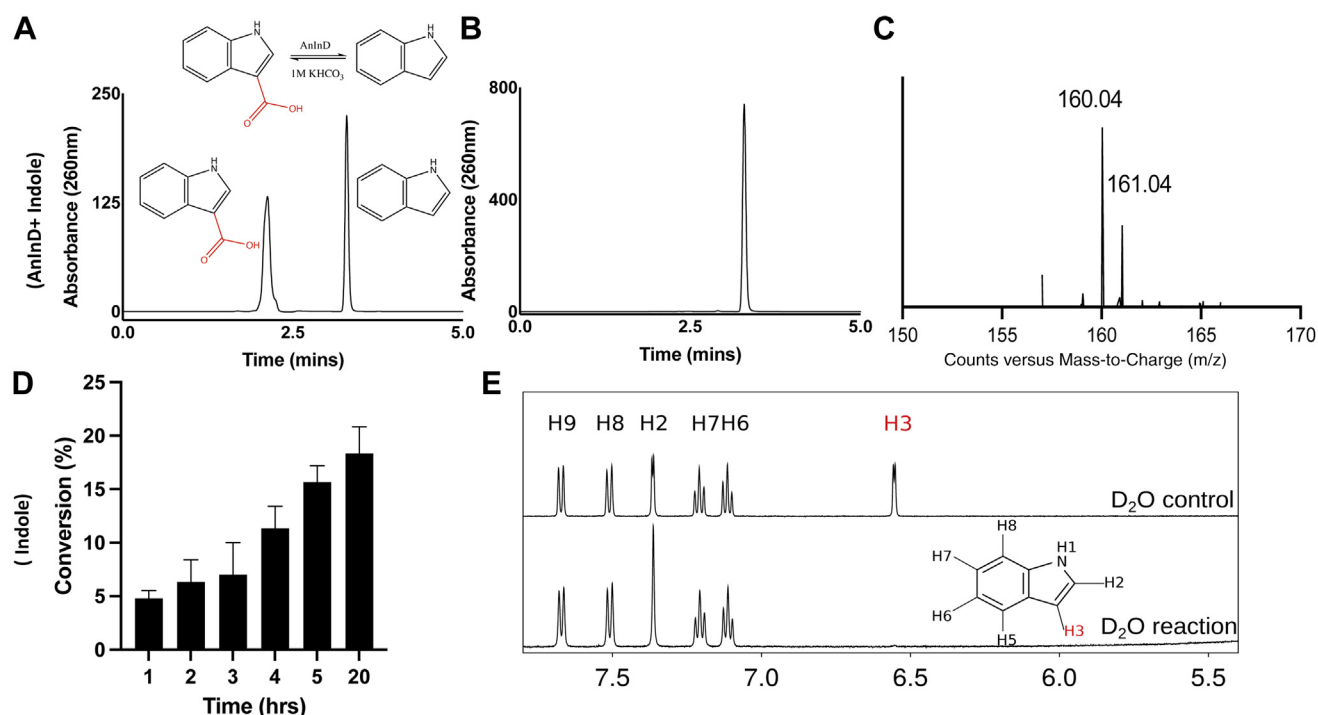 A
H
N
AnInD
1M KHCO3
O
OH
H
N
(AnInD+ Indole)
Absorbance (260nm)
250
125
0
0.0
2.5
5.0
Time (mins)
H
N
O
OH
H
N
B
Absorbance (260nm)
800
400
0
0.0
2.5
5.0
Time (mins)
C
160.04
161.04
150
155
160
165
170
Counts versus Mass-to-Charge (m/z)
D
( Indole)
Conversion (%)
25
20
15
10
5
0
1
2
3
4
5
20
Time (hrs)
E
H9
H8
H2
H7
H6
H3
D2O control
H8
H1
N
H7
H2
H6
H5
H3
D2O reaction
7.5
7.0
6.5
6.0
5.5